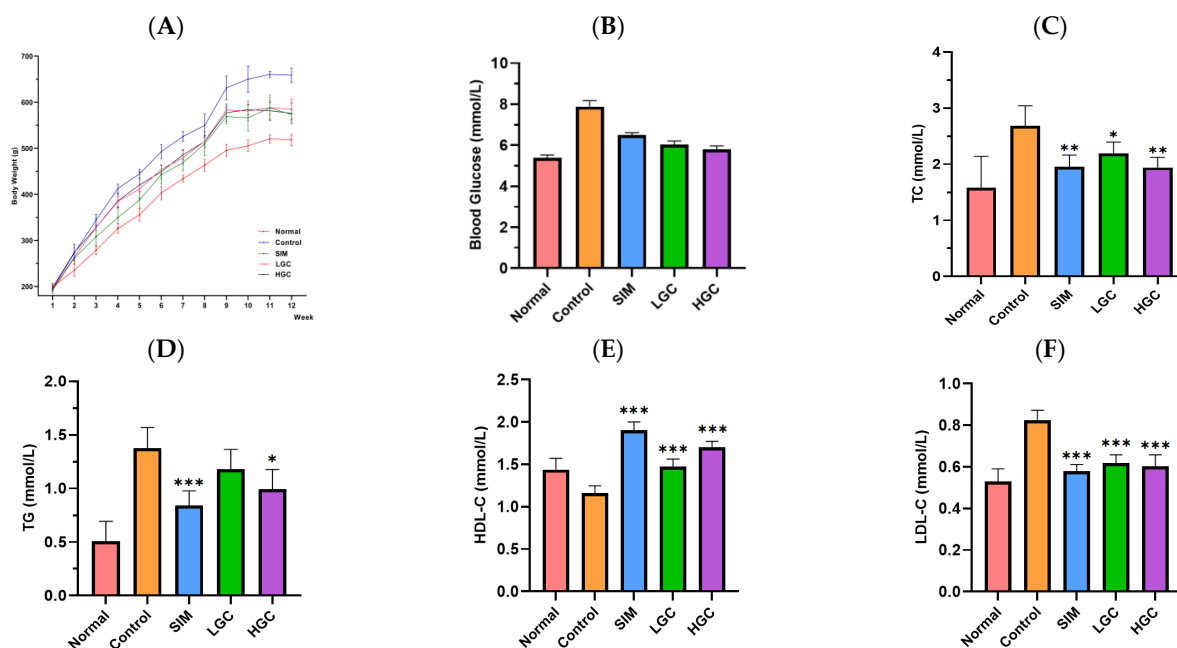 (A)
700
600
500
400
300
200
Body Weight (g)
1 2 3 4 5 6 7 8 9 10 11 12
Week
Normal
Control
SIM
LGC
HGC
(B)
Blood Glucose (mmol/L)
10
8
6
4
2
0
Normal Control SIM LGC HGC
(C)
TC (mmol/L)
4
3
2
1
0
** * **
Normal Control SIM LGC HGC
(D)
TG (mmol/L)
2.0
1.5
1.0
0.5
0.0
*** *
Normal Control SIM LGC HGC
(E)
HDL-C (mmol/L)
2.5
2.0
1.5
1.0
0.5
0.0
*** *** ***
Normal Control SIM LGC HGC
(F)
LDL-C (mmol/L)
1.0
0.8
0.6
0.4
0.2
0.0
*** *** ***
Normal Control SIM LGC HGC